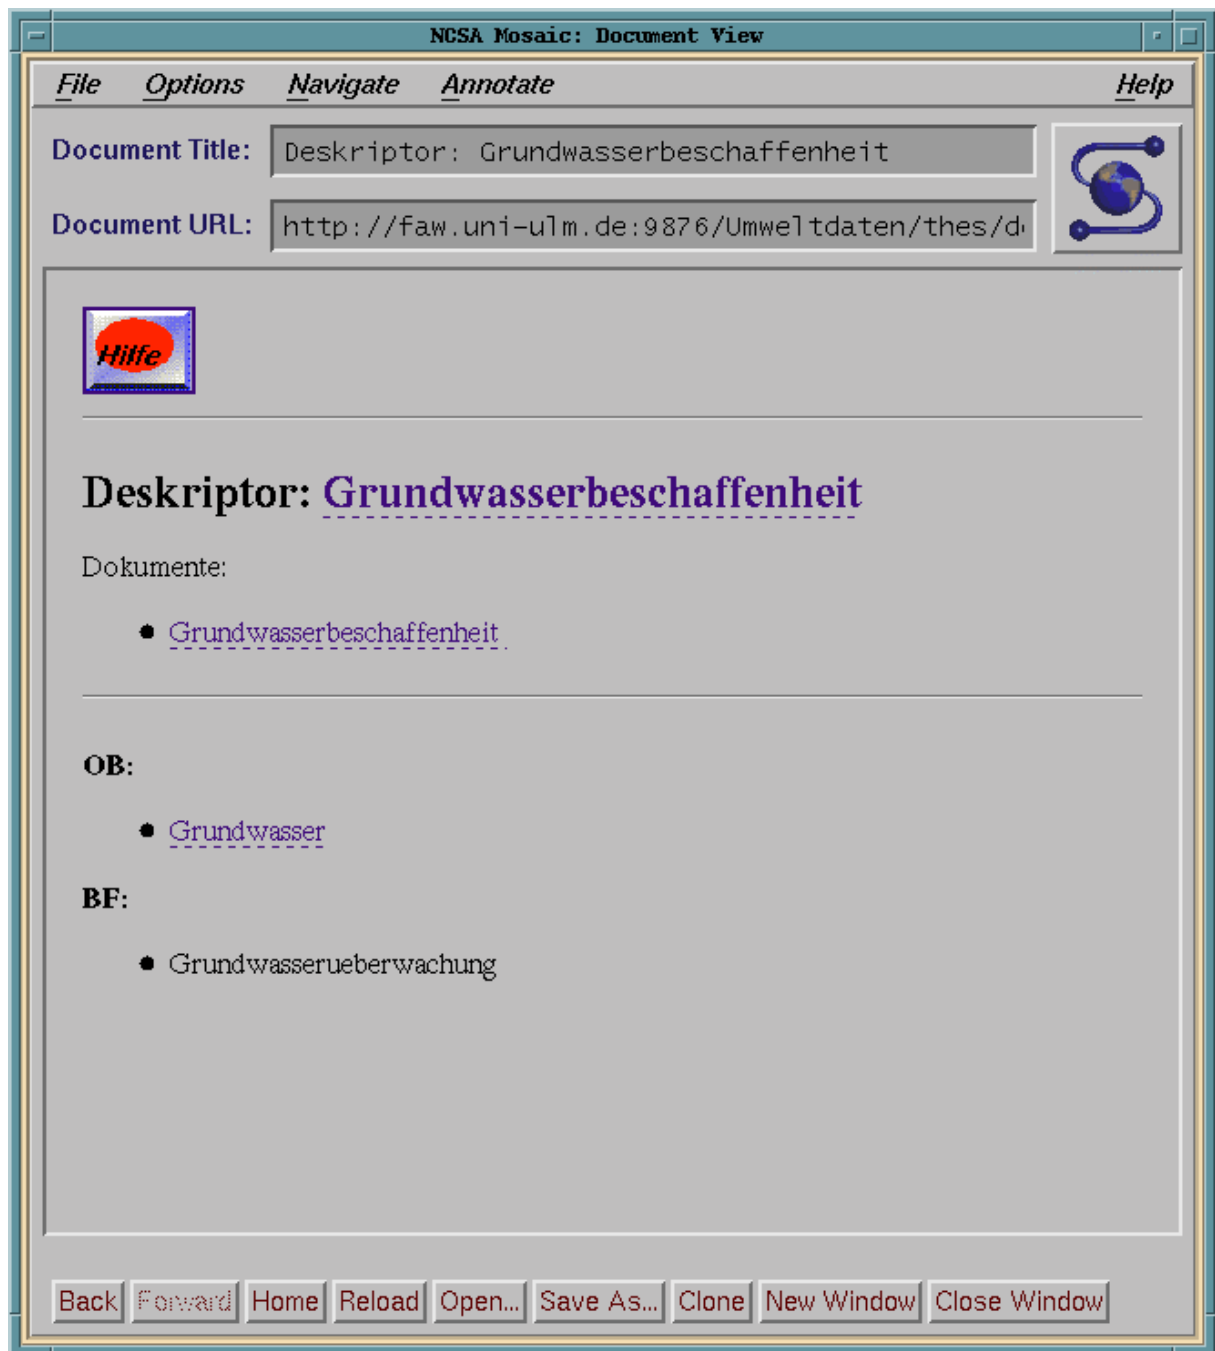 NCSA Mosaic: Document View
File Options Navigate Annotate Help
Document Title: Deskriptor: Grundwasserbeschaffenheit
Document URL: http://faw.uni-ulm.de:9876/Umweltdaten/thes/d
Hilfe
Deskriptor: Grundwasserbeschaffenheit
Dokumente:
Grundwasserbeschaffenheit
OB:
Grundwasser
BF:
Grundwasserueberwachung
Back Forward Home Reload Open... Save As... Clone New Window Close Window